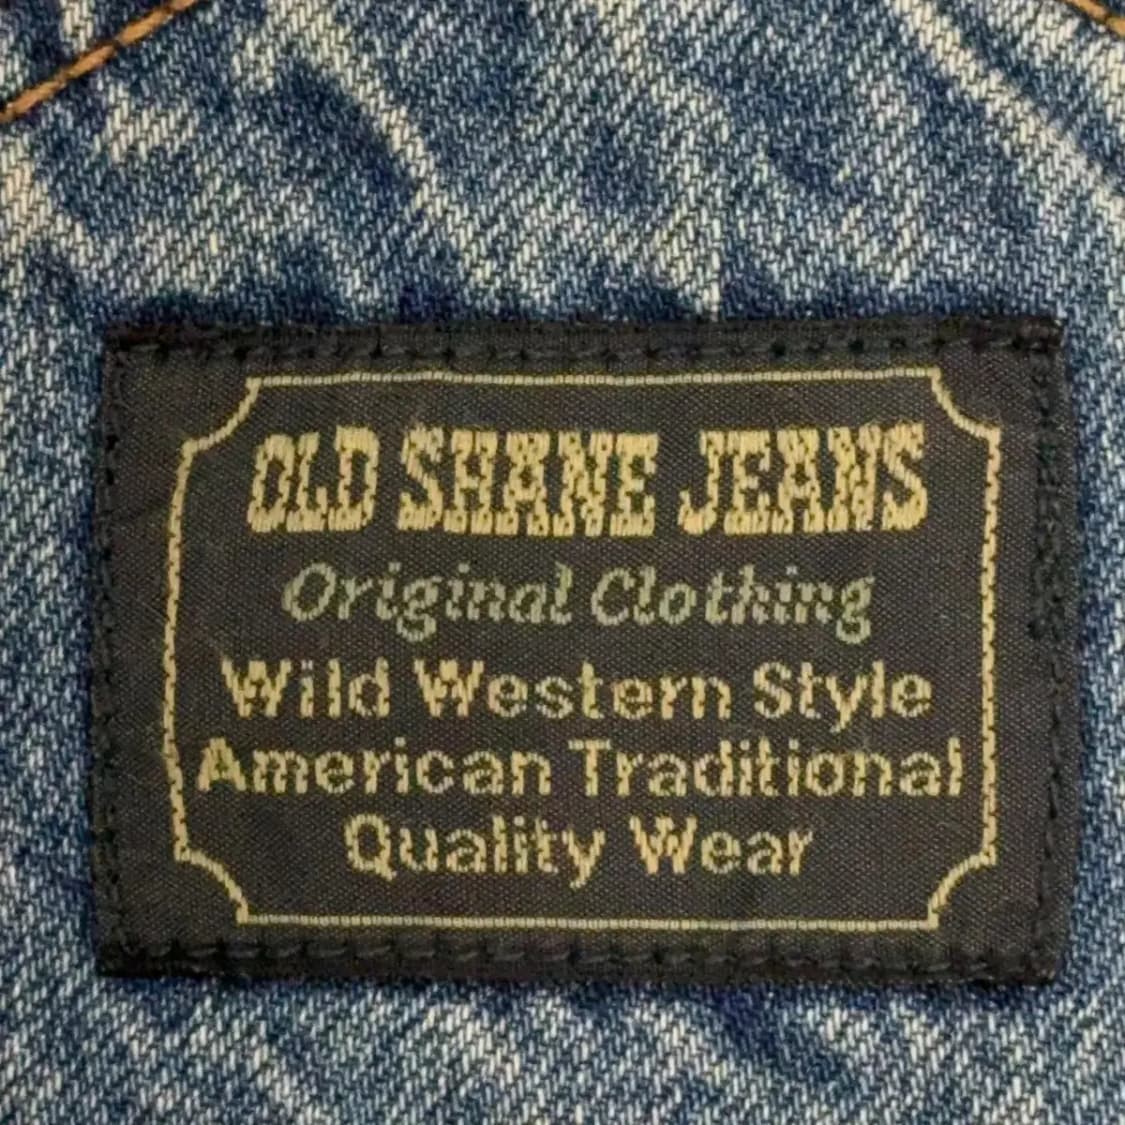 OLD SHANE JEANS
Original Clothing
Wild Western Style
American Traditional
Quality Wear